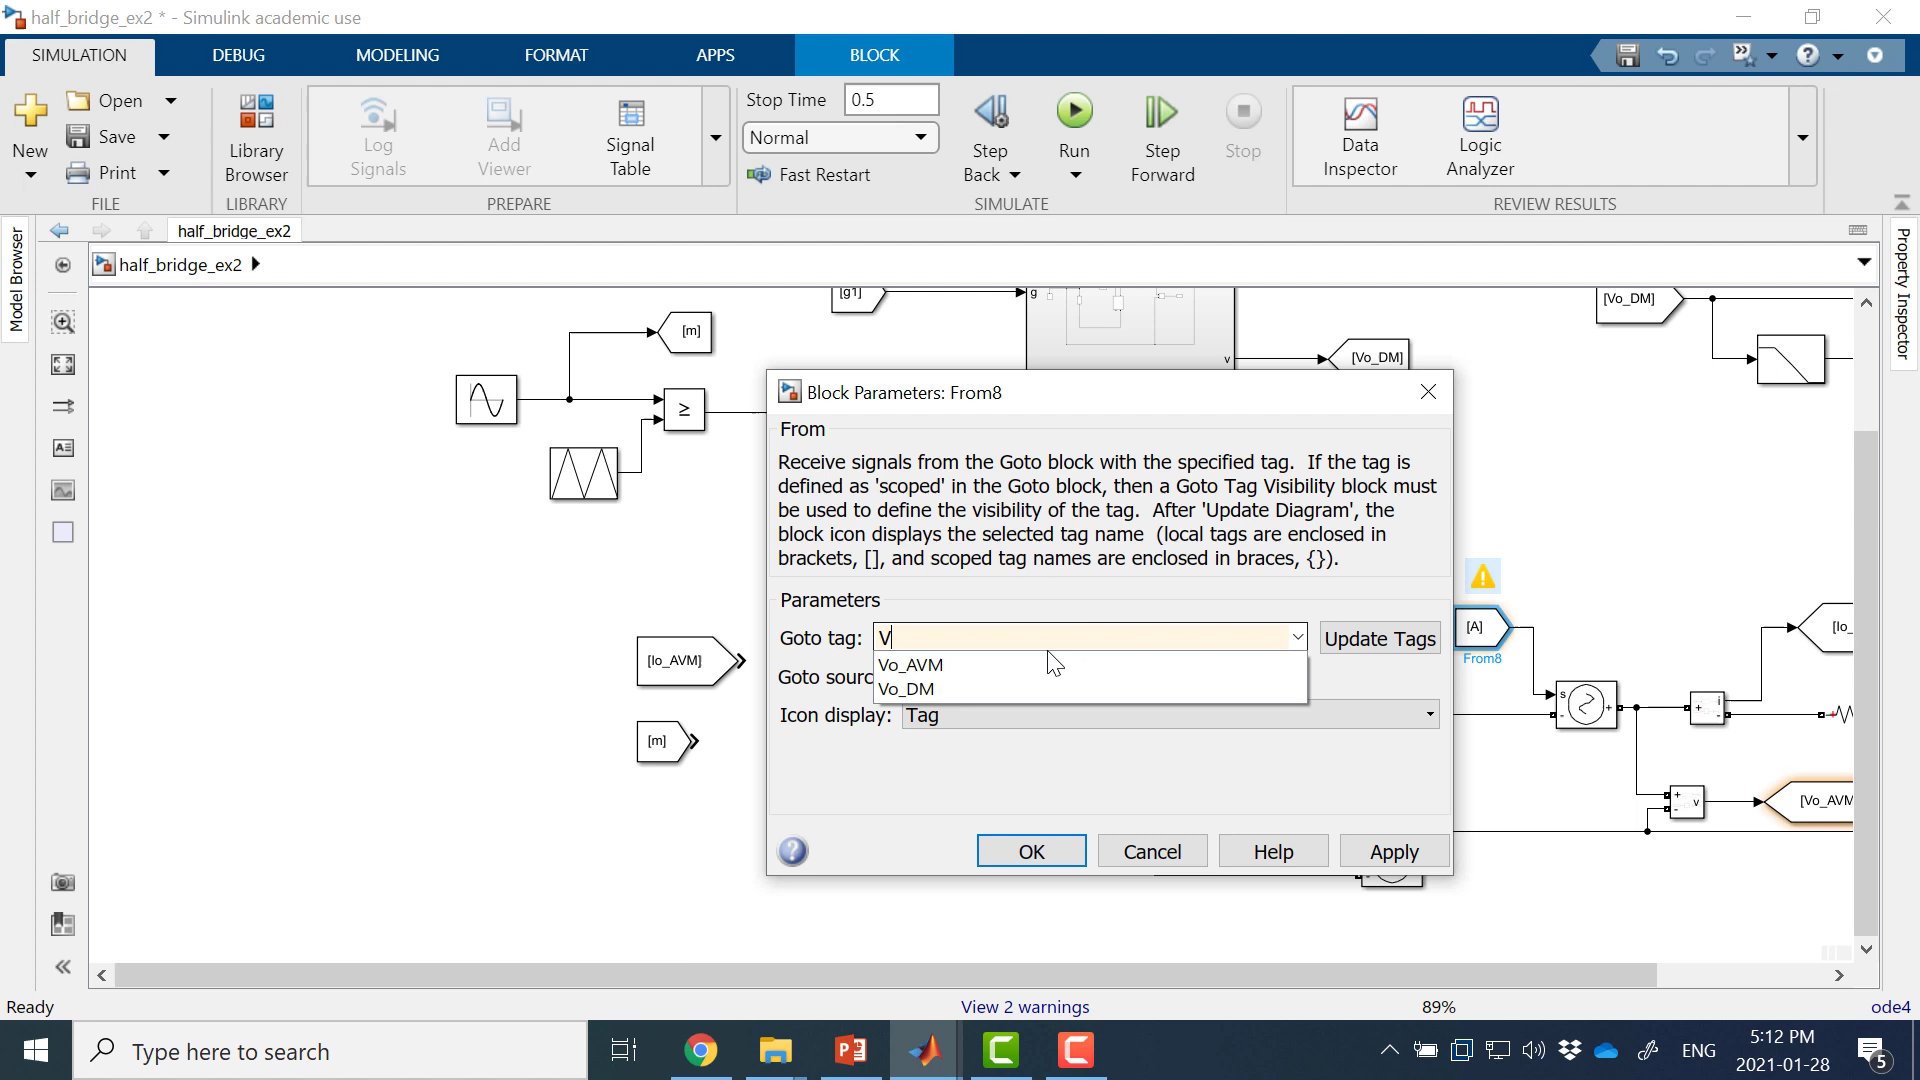 half_bridge_ex2 * - Simulink academic use
SIMULATION
DEBUG
MODELING
FORMAT
APPS
BLOCK
New
Open
Save
Print
FILE
Library
Browser
LIBRARY
Log
Signals
Add
Viewer
Signal
Table
PREPARE
Stop Time
0.5
Normal
Fast Restart
Step
Back
Run
Step
Forward
Stop
SIMULATE
Data
Inspector
Logic
Analyzer
REVIEW RESULTS
Model Browser
half_bridge_ex2
half_bridge_ex2
Property Inspector
[g1]
g
v
[m]
≥
[Vo_DM]
[Vo_DM]
[Io_AVM]
[m]
Block Parameters: From8
From
Receive signals from the Goto block with the specified tag. If the tag is
defined as 'scoped' in the Goto block, then a Goto Tag Visibility block must
be used to define the visibility of the tag. After 'Update Diagram', the
block icon displays the selected tag name (local tags are enclosed in
brackets, [], and scoped tag names are enclosed in braces, {}).
Parameters
Goto tag: V
Update Tags
Vo_AVM
Vo_DM
Goto sourc
Icon display: Tag
OK
Cancel
Help
Apply
[A]
From8
[Io_
s
+
-
i
+
-
v
+
-
[Vo_AVM
Ready
View 2 warnings
89%
ode4
Type here to search
ENG
5:12 PM
2021-01-28
5